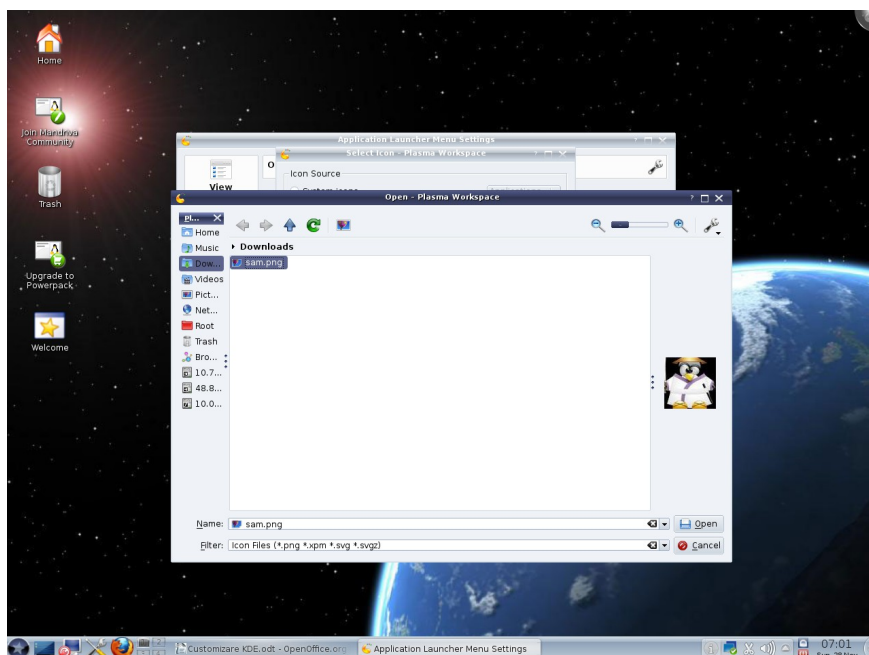 Home
Join Mandriva
Community
Trash
Upgrade to
Powerpack
Welcome
Application Launcher Menu Settings
Select Icon - Plasma Workspace
Icon Source
View
Open - Plasma Workspace
Pl...
Home
Music
Dow...
Videos
Pict...
Net...
Root
Trash
Bro...
10.7...
48.8...
10.0...
Downloads
sam.png
Name: sam.png
Open
Filter: Icon Files (*.png *.xpm *.svg *.svgz)
Cancel
Customizare KDE.odt - OpenOffice.org
Application Launcher Menu Settings
07:01